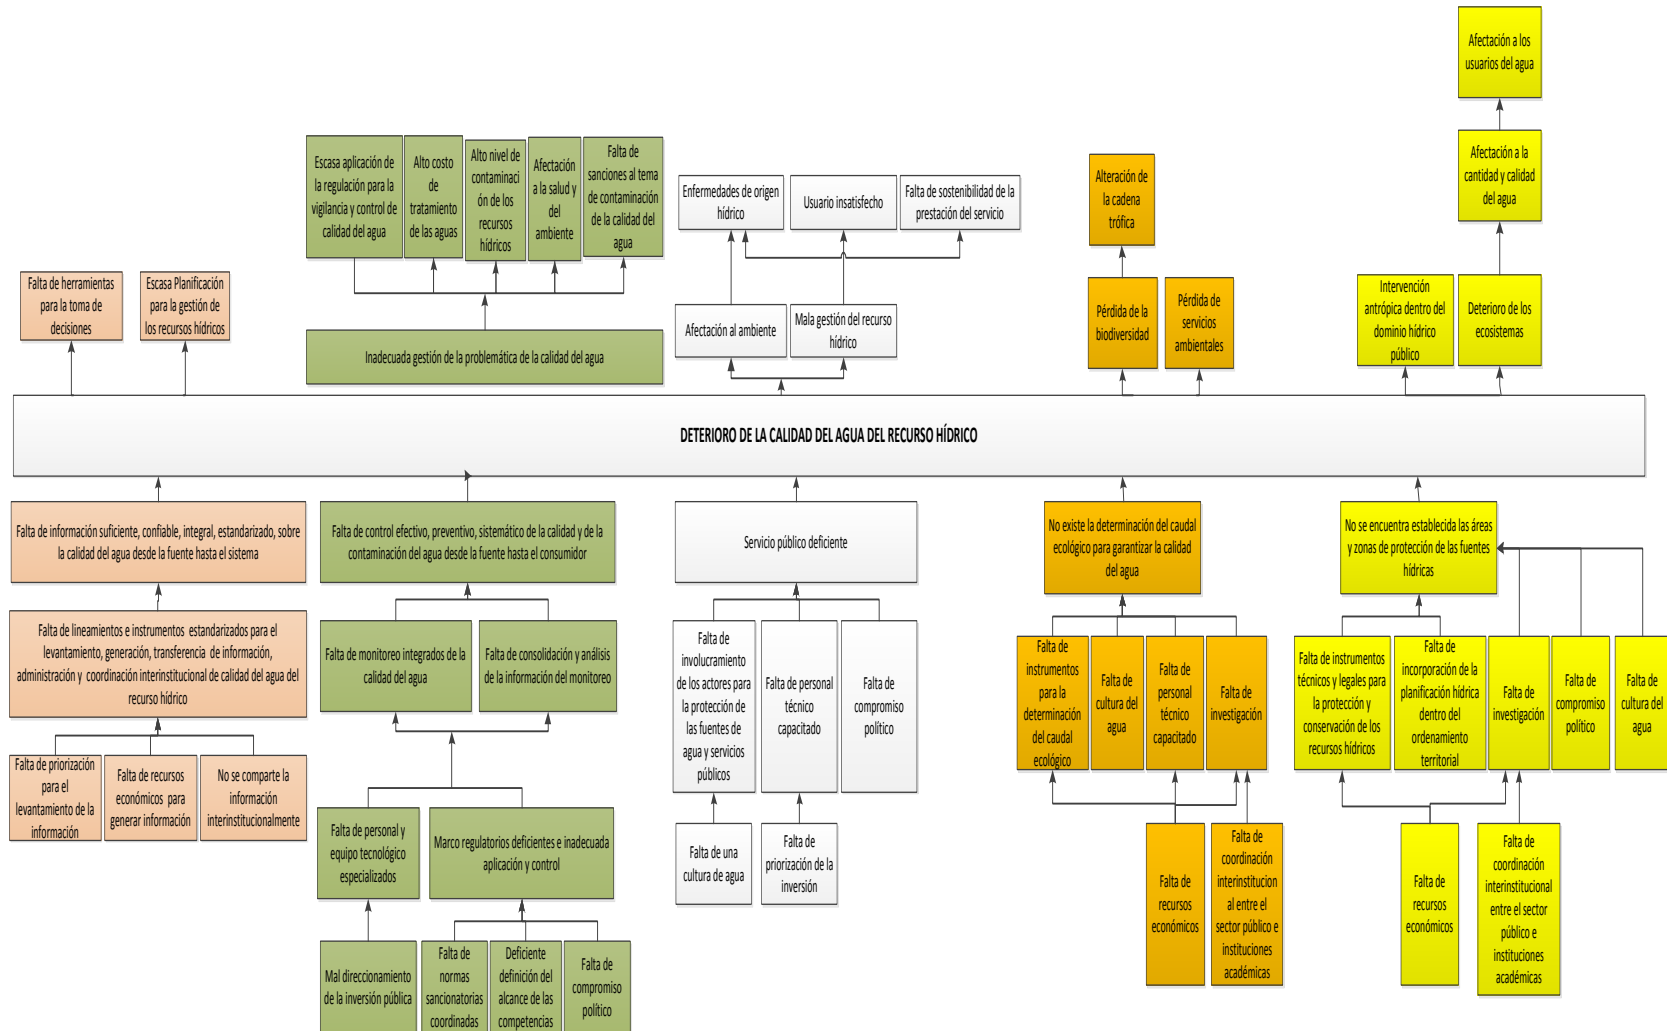 Afectación a los
usuarios del agua
Escasa aplicación de
la regulación para la
vigilancia y control de
calidad del agua
Alto costo
de
tratamiento
de las aguas
Alto nivel de
contaminaci
ón de los
recursos
hídricos
Afectación
a la salud y
del
ambiente
Falta de
sanciones al tema
de contaminación
de la calidad del
agua
Enfermedades de origen
hídrico
Usuario insatisfecho
Falta de sostenibilidad de la
prestación del servicio
Alteración de
la cadena
trófica
Afectación a la
cantidad y calidad
del agua
Falta de herramientas
para la toma de
decisiones
Escasa Planificación
para la gestión de
los recursos hídricos
Inadecuada gestión de la problemática de la calidad del agua
Afectación al ambiente
Mala gestión del recurso
hídrico
Pérdida de la
biodiversidad
Pérdida de
servicios
ambientales
Intervención
antrópica dentro del
dominio hídrico
público
Deterioro de los
ecosistemas
DETERIORO DE LA CALIDAD DEL AGUA DEL RECURSO HÍDRICO
Falta de información suficiente, confiable, integral, estandarizado, sobre
la calidad del agua desde la fuente hasta el sistema
Falta de control efectivo, preventivo, sistemático de la calidad y de la
contaminación del agua desde la fuente hasta el consumidor
Servicio público deficiente
No existe la determinación del caudal
ecológico para garantizar la calidad
del agua
No se encuentra establecida las áreas
y zonas de protección de las fuentes
hídricas
Falta de lineamientos e instrumentos estandarizados para el
levantamiento, generación, transferencia de información,
administración y coordinación interinstitucional de calidad del agua del
recurso hídrico
Falta de monitoreo integrados de la
calidad del agua
Falta de consolidación y análisis
de la información del monitoreo
Falta de
involucramiento
de los actores para
la protección de
las fuentes de
agua y servicios
públicos
Falta de personal
técnico
capacitado
Falta de
compromiso
político
Falta de
instrumentos
para la
determinación
del caudal
ecológico
Falta de
cultura del
agua
Falta de
personal
técnico
capacitado
Falta de
investigación
Falta de instrumentos
técnicos y legales para
la protección y
conservación de los
recursos hídricos
Falta de
incorporación de la
planificación hídrica
dentro del
ordenamiento
territorial
Falta de
investigación
Falta de
compromiso
político
Falta de
cultura del
agua
Falta de priorización
para el
levantamiento de la
información
Falta de recursos
económicos para
generar información
No se comparte la
información
interinstitucionalmente
Falta de personal y
equipo tecnológico
especializados
Marco regulatorios deficientes e inadecuada
aplicación y control
Falta de una
cultura de agua
Falta de
priorización de la
inversión
Falta de
recursos
económicos
Falta de
coordinación
interinstitucion
al entre el
sector público e
instituciones
académicas
Falta de
recursos
económicos
Falta de
coordinación
interinstitucional
entre el sector
público e
instituciones
académicas
Mal direccionamiento
de la inversión pública
Falta de
normas
sancionatorias
coordinadas
Deficiente
definición del
alcance de las
competencias
Falta de
compromiso
político